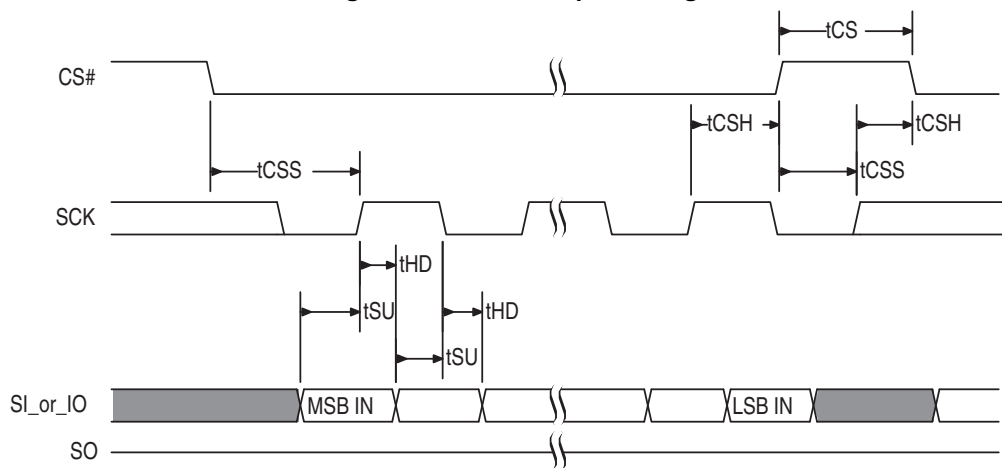 tCS
CS#
tCSH
tCSH
tCSS
tCSS
SCK
tHD
tSU
tHD
tSU
SI_or_IO
MSB IN
LSB IN
SO